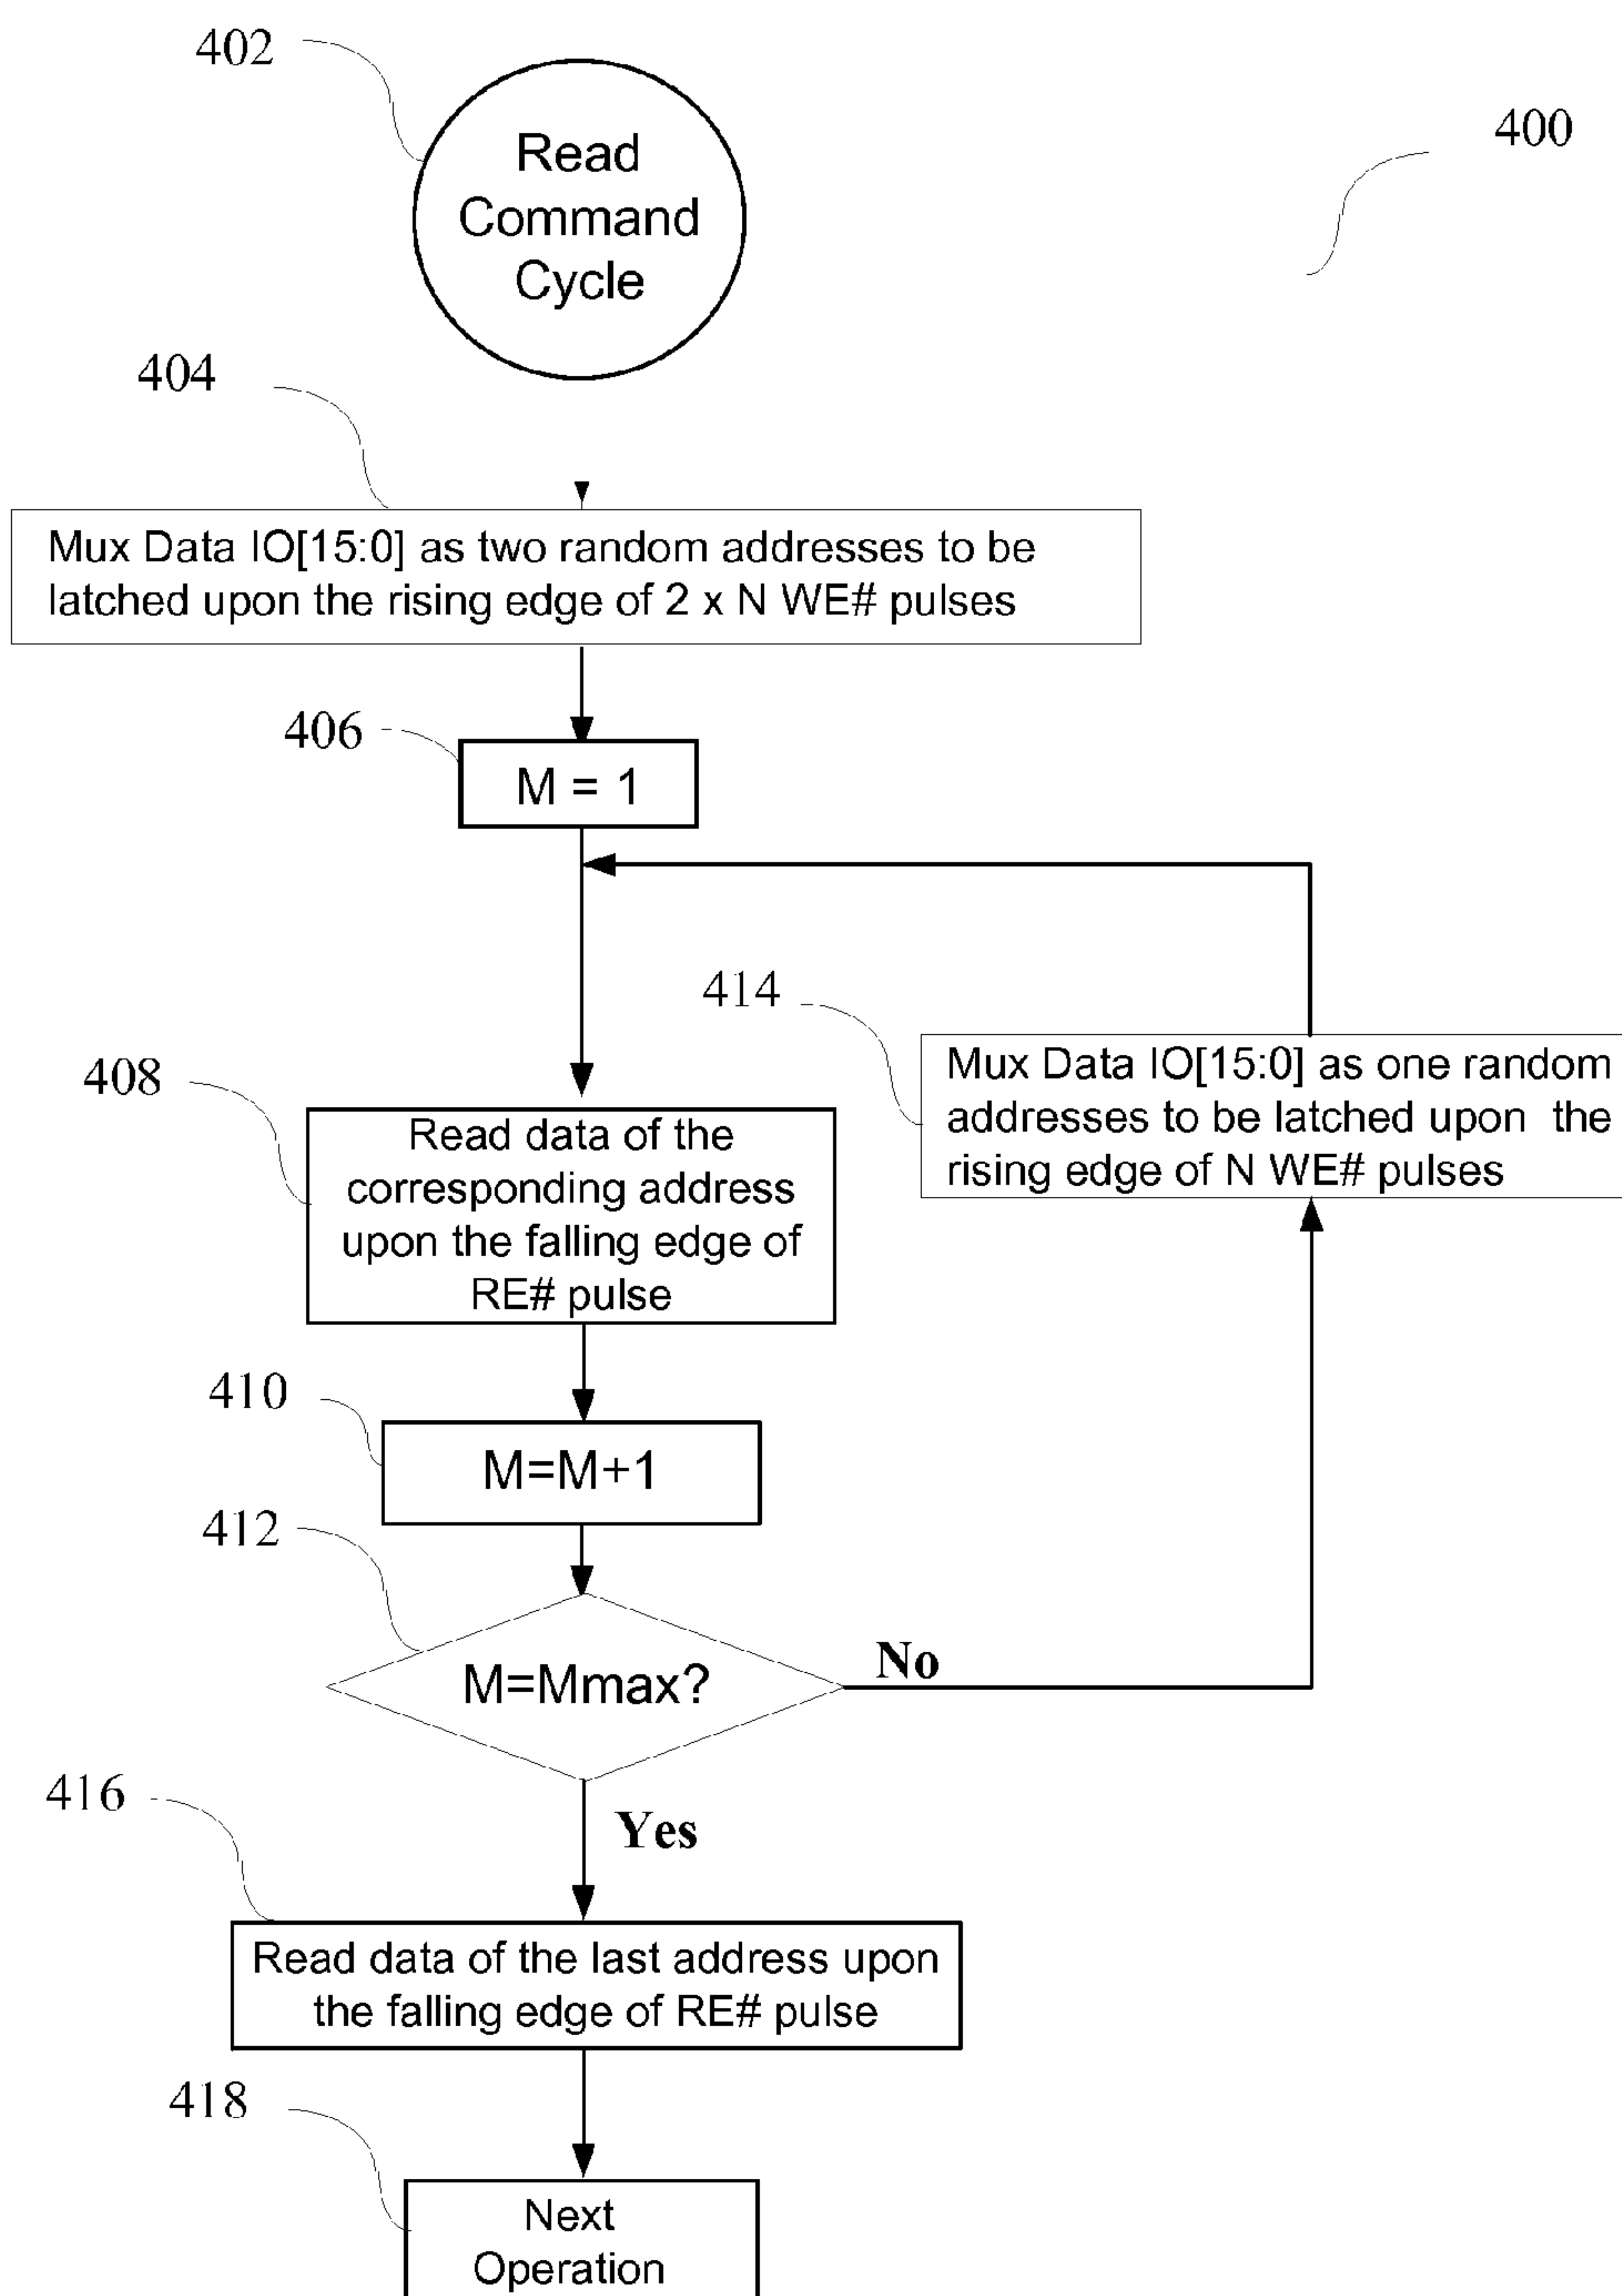 402
400
Read
Command
Cycle
404
Mux Data IO[15:0] as two random addresses to be
latched upon the rising edge of 2 x N WE# pulses
406
M = 1
414
Mux Data IO[15:0] as one random
addresses to be latched upon the
rising edge of N WE# pulses
408
Read data of the
corresponding address
upon the falling edge of
RE# pulse
410
M=M+1
412
M=Mmax?
No
416
Yes
Read data of the last address upon
the falling edge of RE# pulse
418
Next
Operation